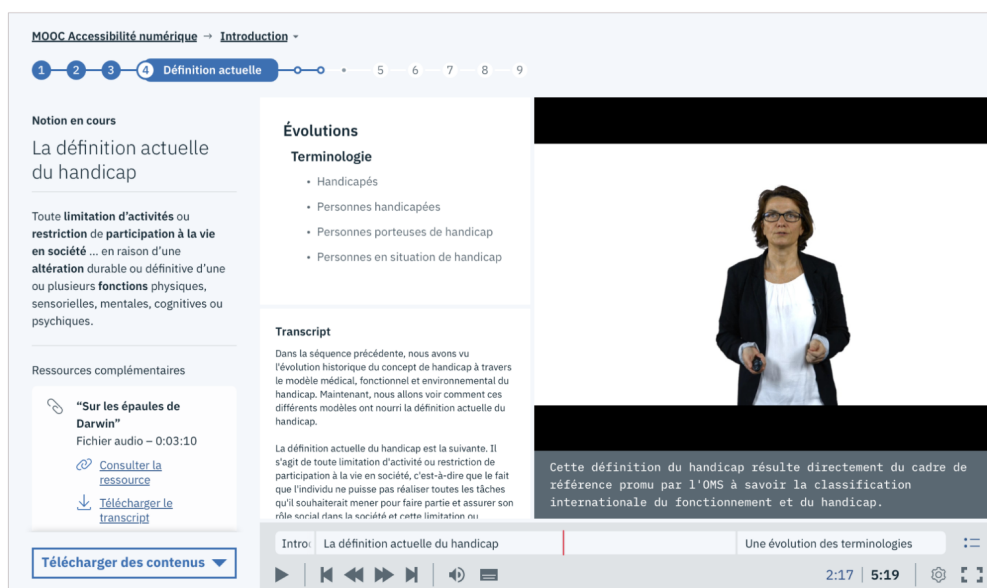 MOOC Accessibilité numérique → Introduction
1 2 3 4 Définition actuelle 5 6 7 8 9
Notion en cours
La définition actuelle
du handicap
Toute limitation d'activités ou
restriction de participation à la vie
en société ... en raison d'une
altération durable ou définitive d'une
ou plusieurs fonctions physiques,
sensorielles, mentales, cognitives ou
psychiques.
Ressources complémentaires
“Sur les épaules de
Darwin”
Fichier audio – 0:03:10
Consulter la
ressource
Télécharger le
transcript
Télécharger des contenus
Évolutions
Terminologie
• Handicapés
• Personnes handicapées
• Personnes porteuses de handicap
• Personnes en situation de handicap
Transcript
Dans la séquence précédente, nous avons vu
l'évolution historique du concept de handicap à travers
le modèle médical, fonctionnel et environnemental du
handicap. Maintenant, nous allons voir comment ces
différents modèles ont nourri la définition actuelle du
handicap.
La définition actuelle du handicap est la suivante. Il
s'agit de toute limitation d'activité ou restriction de
participation à la vie en société, c'est-à-dire que le fait
que l'individu ne puisse pas réaliser toutes les tâches
qu'il souhaiterait mener pour faire partie et assurer son
rôle social dans la société et cette limitation ou
Cette définition du handicap résulte directement du cadre de
référence promu par l'OMS à savoir la classification
internationale du fonctionnement et du handicap.
Introc La définition actuelle du handicap Une évolution des terminologies
2:17 | 5:19